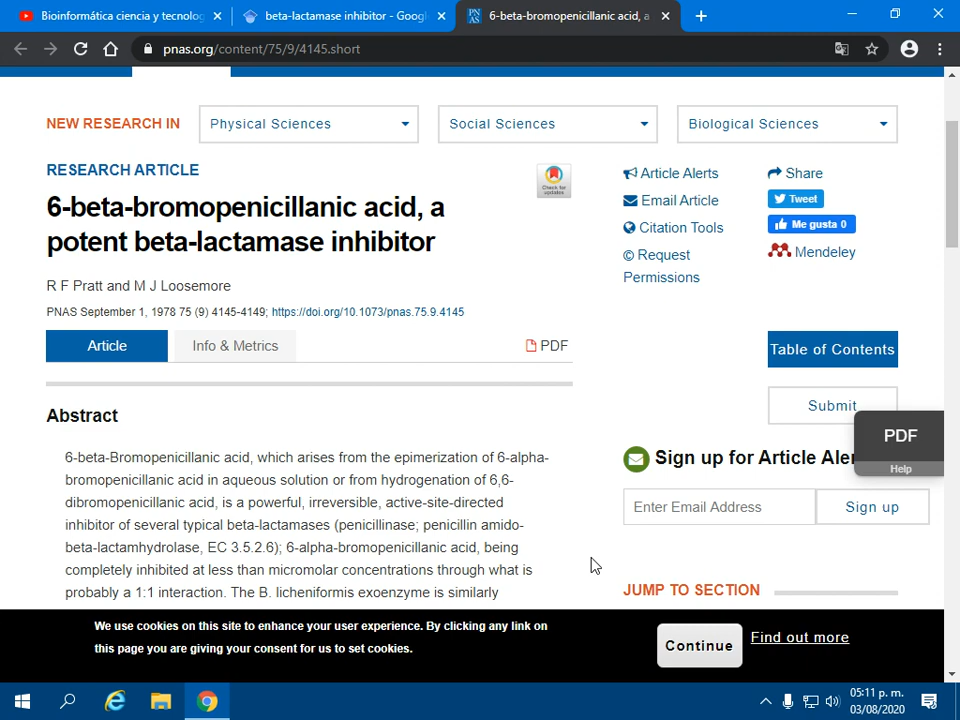 Bioinformática ciencia y tecnolog
beta-lactamase inhibitor - Googl
PNAS
6-beta-bromopenicillanic acid, a
pnas.org/content/75/9/4145.short
NEW RESEARCH IN
Physical Sciences
Social Sciences
Biological Sciences
RESEARCH ARTICLE
Check for
updates
6-beta-bromopenicillanic acid, a
potent beta-lactamase inhibitor
R F Pratt and M J Loosemore
PNAS September 1, 1978 75 (9) 4145-4149; https://doi.org/10.1073/pnas.75.9.4145
Article
Info & Metrics
PDF
Abstract
6-beta-Bromopenicillanic acid, which arises from the epimerization of 6-alpha-
bromopenicillanic acid in aqueous solution or from hydrogenation of 6,6-
dibromopenicillanic acid, is a powerful, irreversible, active-site-directed
inhibitor of several typical beta-lactamases (penicillinase; penicillin amido-
beta-lactamhydrolase, EC 3.5.2.6); 6-alpha-bromopenicillanic acid, being
completely inhibited at less than micromolar concentrations through what is
probably a 1:1 interaction. The B. licheniformis exoenzyme is similarly
Article Alerts
Share
Email Article
Tweet
Citation Tools
Me gusta 0
© Request
Permissions
Mendeley
Table of Contents
Submit
PDF
Help
Sign up for Article Aler
Enter Email Address
Sign up
JUMP TO SECTION
We use cookies on this site to enhance your user experience. By clicking any link on
this page you are giving your consent for us to set cookies.
Continue
Find out more
05:11 p. m.
03/08/2020